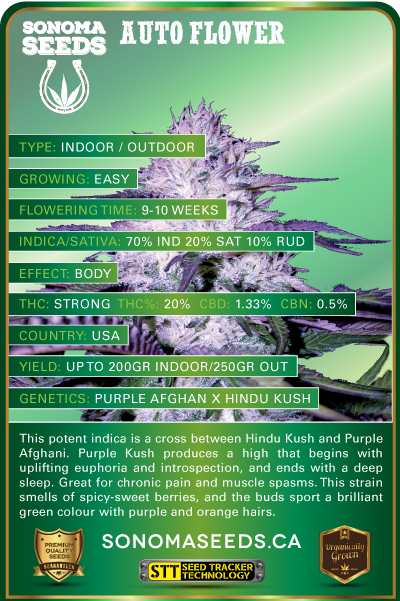 SONOMA
SEEDS
AUTO FLOWER
TYPE: INDOOR / OUTDOOR
GROWING: EASY
FLOWERING TIME: 9-10 WEEKS
INDICA/SATIVA: 70% IND 20% SAT 10% RUD
EFFECT: BODY
THC: STRONG THC%: 20% CBD: 1.33% CBN: 0.5%
COUNTRY: USA
YIELD: UP TO 200GR INDOOR/250GR OUT
GENETICS: PURPLE AFGHAN X HINDU KUSH
This potent indica is a cross between Hindu Kush and Purple
Afghani. Purple Kush produces a high that begins with
uplifting euphoria and introspection, and ends with a deep
sleep. Great for chronic pain and muscle spasms. This strain
smells of spicy-sweet berries, and the buds sport a brilliant
green colour with purple and orange hairs.
PREMIUM
QUALITY
SEEDS
GUARANTEED
SONOMASEEDS.CA
STT SEED TRACKER
TECHNOLOGY
Organically
Grown